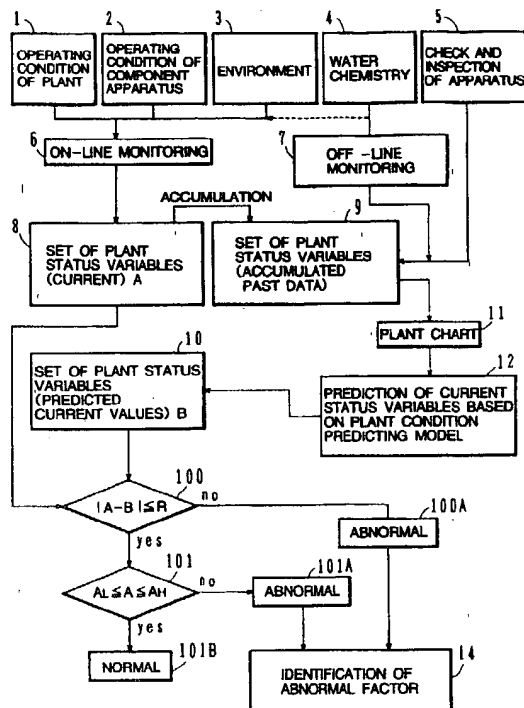 1
OPERATING
CONDITION
OF PLANT
2
OPERATING
CONDITION OF
COMPONENT
APPARATUS
3
ENVIRONMENT
4
WATER
CHEMISTRY
5
CHECK AND
INSPECTION
OF APPARATUS
6
ON-LINE MONITORING
7
OFF -LINE
MONITORING
ACCUMULATION
8
SET OF PLANT
STATUS VARIABLES
(CURRENT) A
9
SET OF PLANT
STATUS VARIABLES
(ACCUMULATED
PAST DATA)
11
PLANT CHART
10
SET OF PLANT STATUS
VARIABLES
(PREDICTED
CURRENT VALUES) B
12
PREDICTION OF CURRENT
STATUS VARIABLES BASED
ON PLANT CONDITION
PREDICTING MODEL
100
|A-B|≦R
no
yes
100A
ABNORMAL
101
AL≦A≦AH
no
yes
101A
ABNORMAL
NORMAL
101B
14
IDENTIFICATION OF
ABNORMAL FACTOR